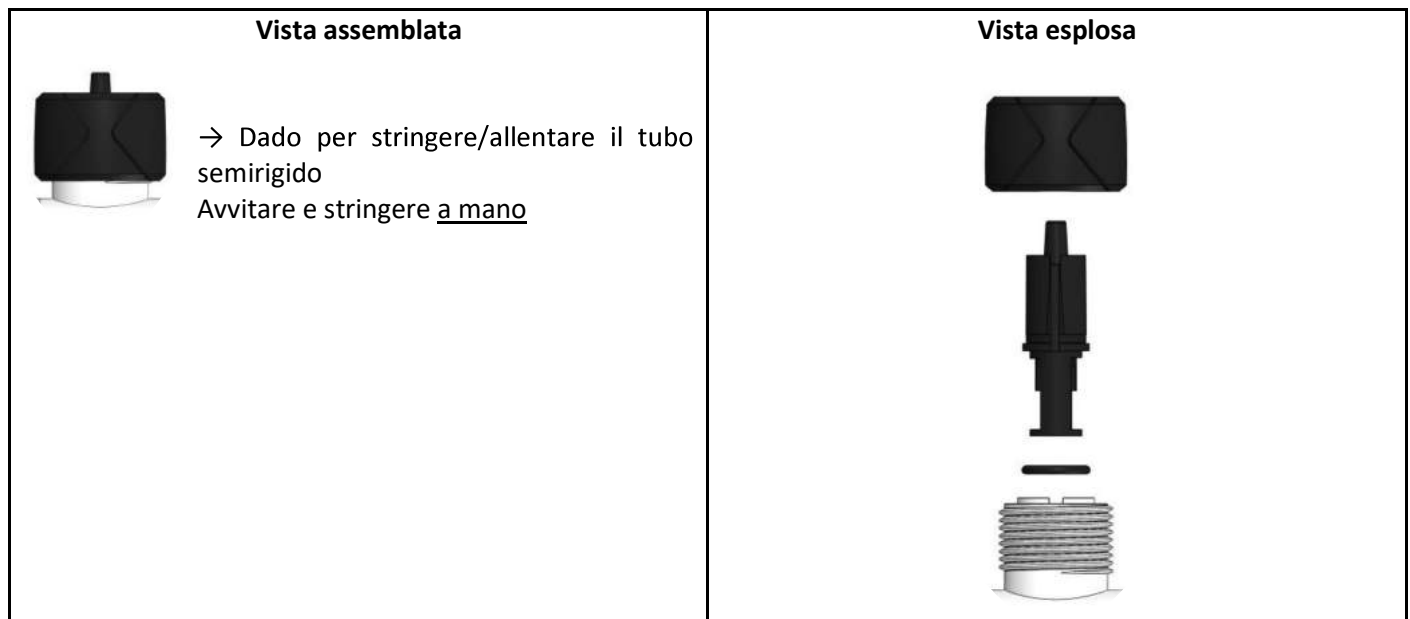 Vista assemblata
Vista esplosa
→ Dado per stringere/allentare il tubo
semirigido
Avvitare e stringere a mano